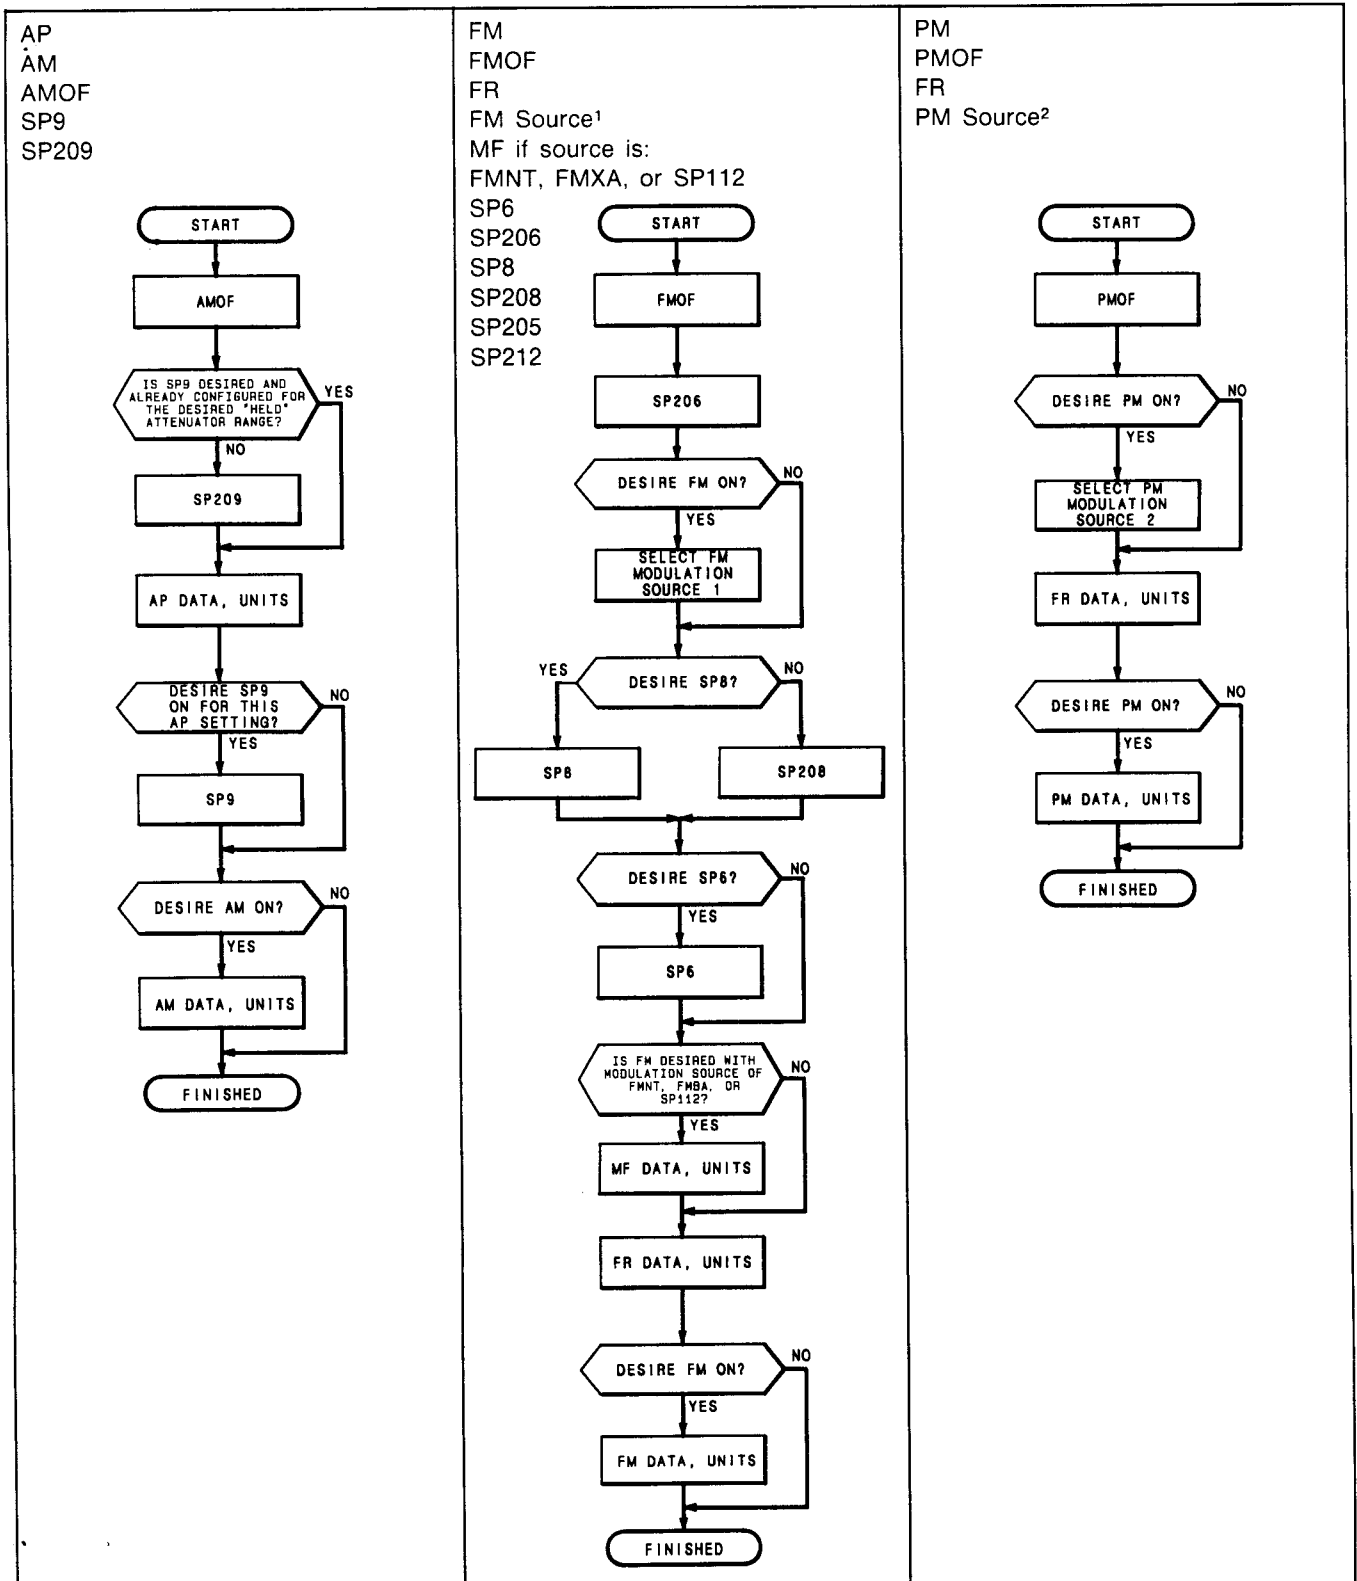 AP
AM
AMOF
SP9
SP209
START
AMOF
IS SP9 DESIRED AND
ALREADY CONFIGURED FOR
THE DESIRED "HELD"
ATTENUATOR RANGE?
YES
NO
SP209
AP DATA, UNITS
DESIRE SP9
ON FOR THIS
AP SETTING?
NO
YES
SP9
DESIRE AM ON?
NO
YES
AM DATA, UNITS
FINISHED
FM
FMOF
FR
FM Source¹
MF if source is:
FMNT, FMXA, or SP112
SP6
SP206
SP8
SP208
SP205
SP212
START
FMOF
SP206
DESIRE FM ON?
NO
YES
SELECT FM
MODULATION
SOURCE 1
YES
DESIRE SP8?
NO
SP8
SP208
DESIRE SP6?
NO
YES
SP6
IS FM DESIRED WITH
MODULATION SOURCE OF
FMNT, FMBA, OR
SP112?
NO
YES
MF DATA, UNITS
FR DATA, UNITS
DESIRE FM ON?
NO
YES
FM DATA, UNITS
FINISHED
PM
PMOF
FR
PM Source²
START
PMOF
DESIRE PM ON?
NO
YES
SELECT PM
MODULATION
SOURCE 2
FR DATA, UNITS
DESIRE PM ON?
NO
YES
PM DATA, UNITS
FINISHED